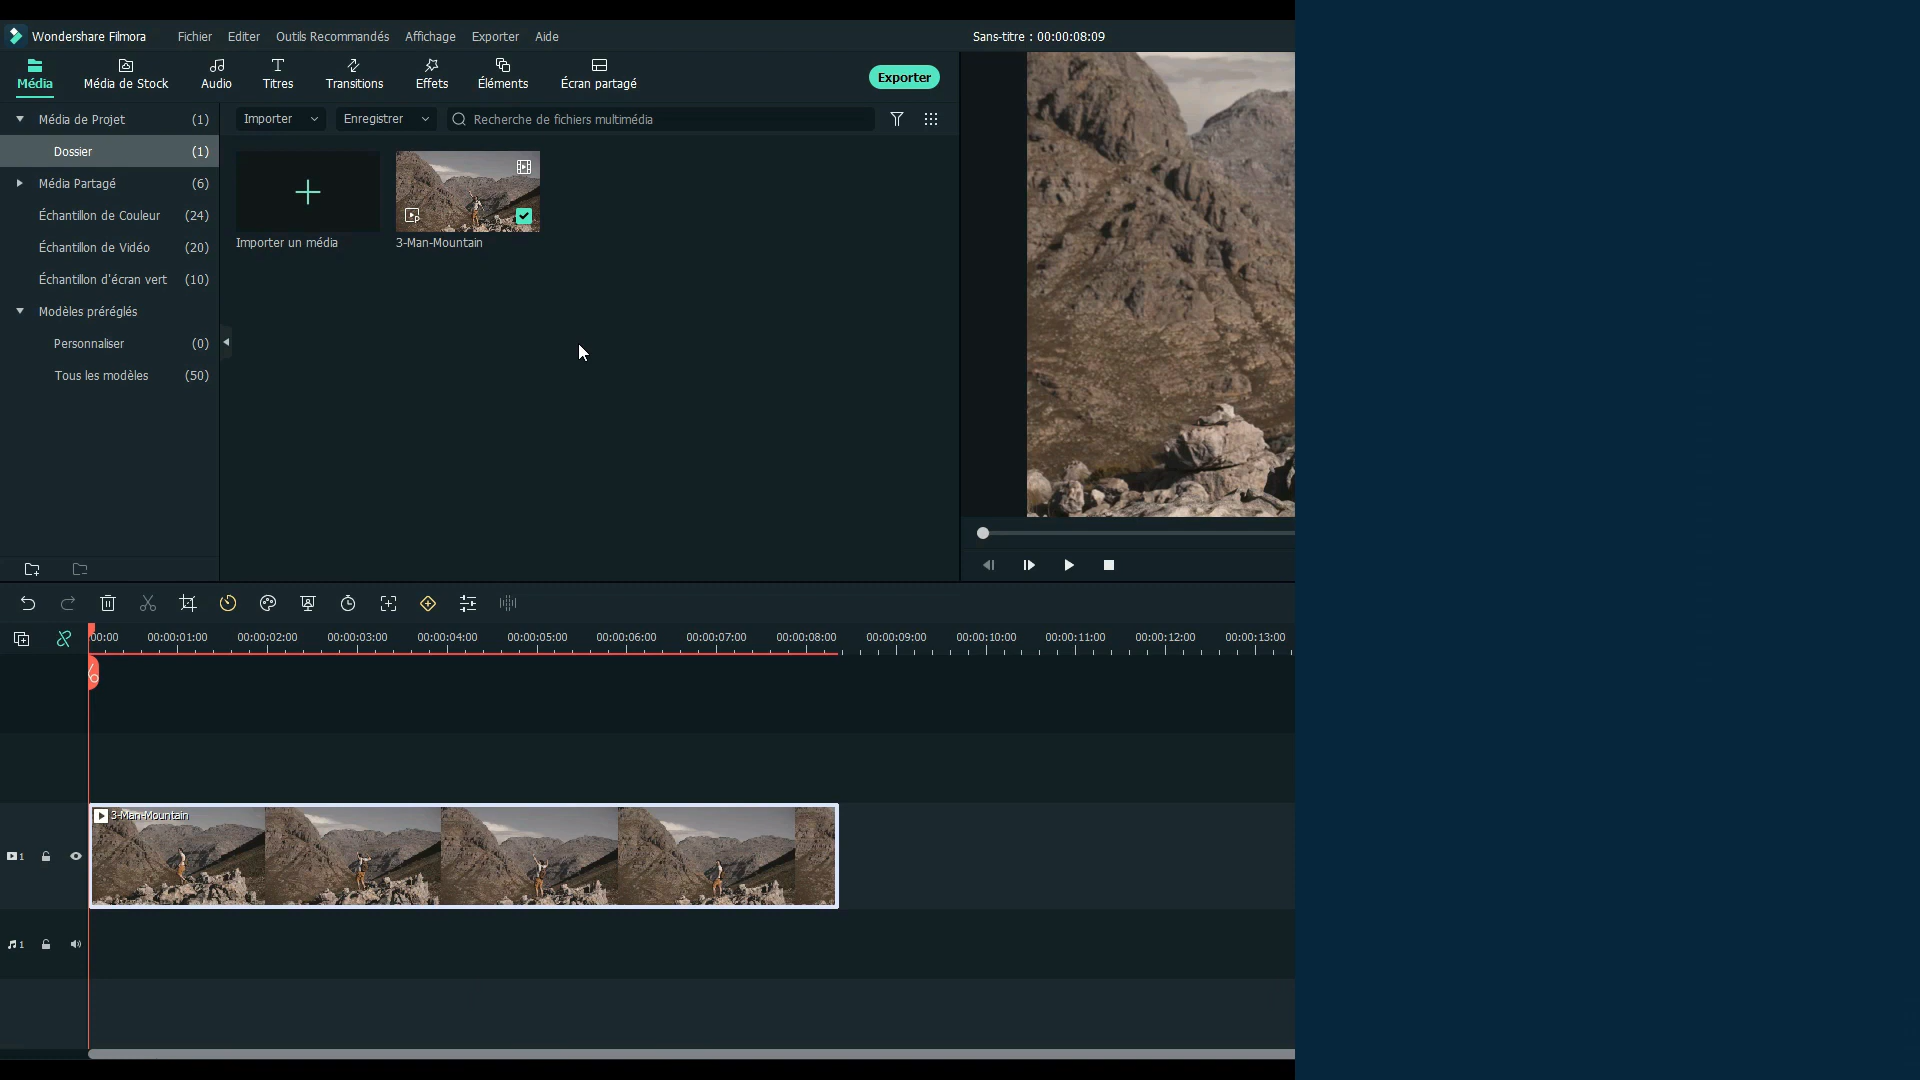 Wondershare Filmora Fichier Editer Outils Recommandés Affichage Exporter Aide Sans-titre : 00:00:08:09
Média Média de Stock Audio Titres Transitions Effets Éléments Écran partagé Exporter
Média de Projet (1) Importer Enregistrer Recherche de fichiers multimédia
Dossier (1)
Média Partagé (6)
Échantillon de Couleur (24)
Échantillon de Vidéo (20)
Importer un média 3-Man-Mountain
Échantillon d'écran vert (10)
Modèles préréglés
Personnaliser (0)
Tous les modèles (50)
00:00 00:00:01:00 00:00:02:00 00:00:03:00 00:00:04:00 00:00:05:00 00:00:06:00 00:00:07:00 00:00:08:00 00:00:09:00 00:00:10:00 00:00:11:00 00:00:12:00 00:00:13:00
3-Man-Mountain
1
1